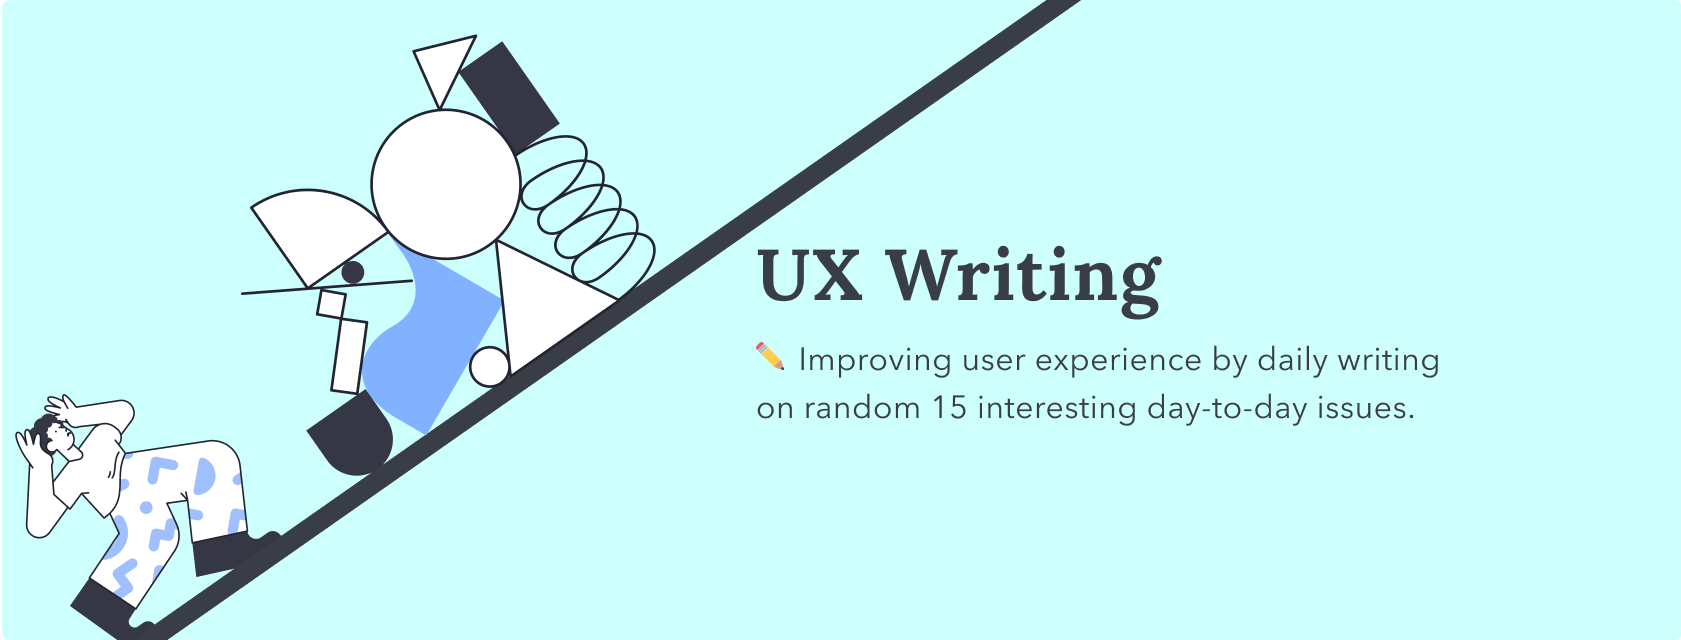 UX Writing
✏️ Improving user experience by daily writing
on random 15 interesting day-to-day issues.